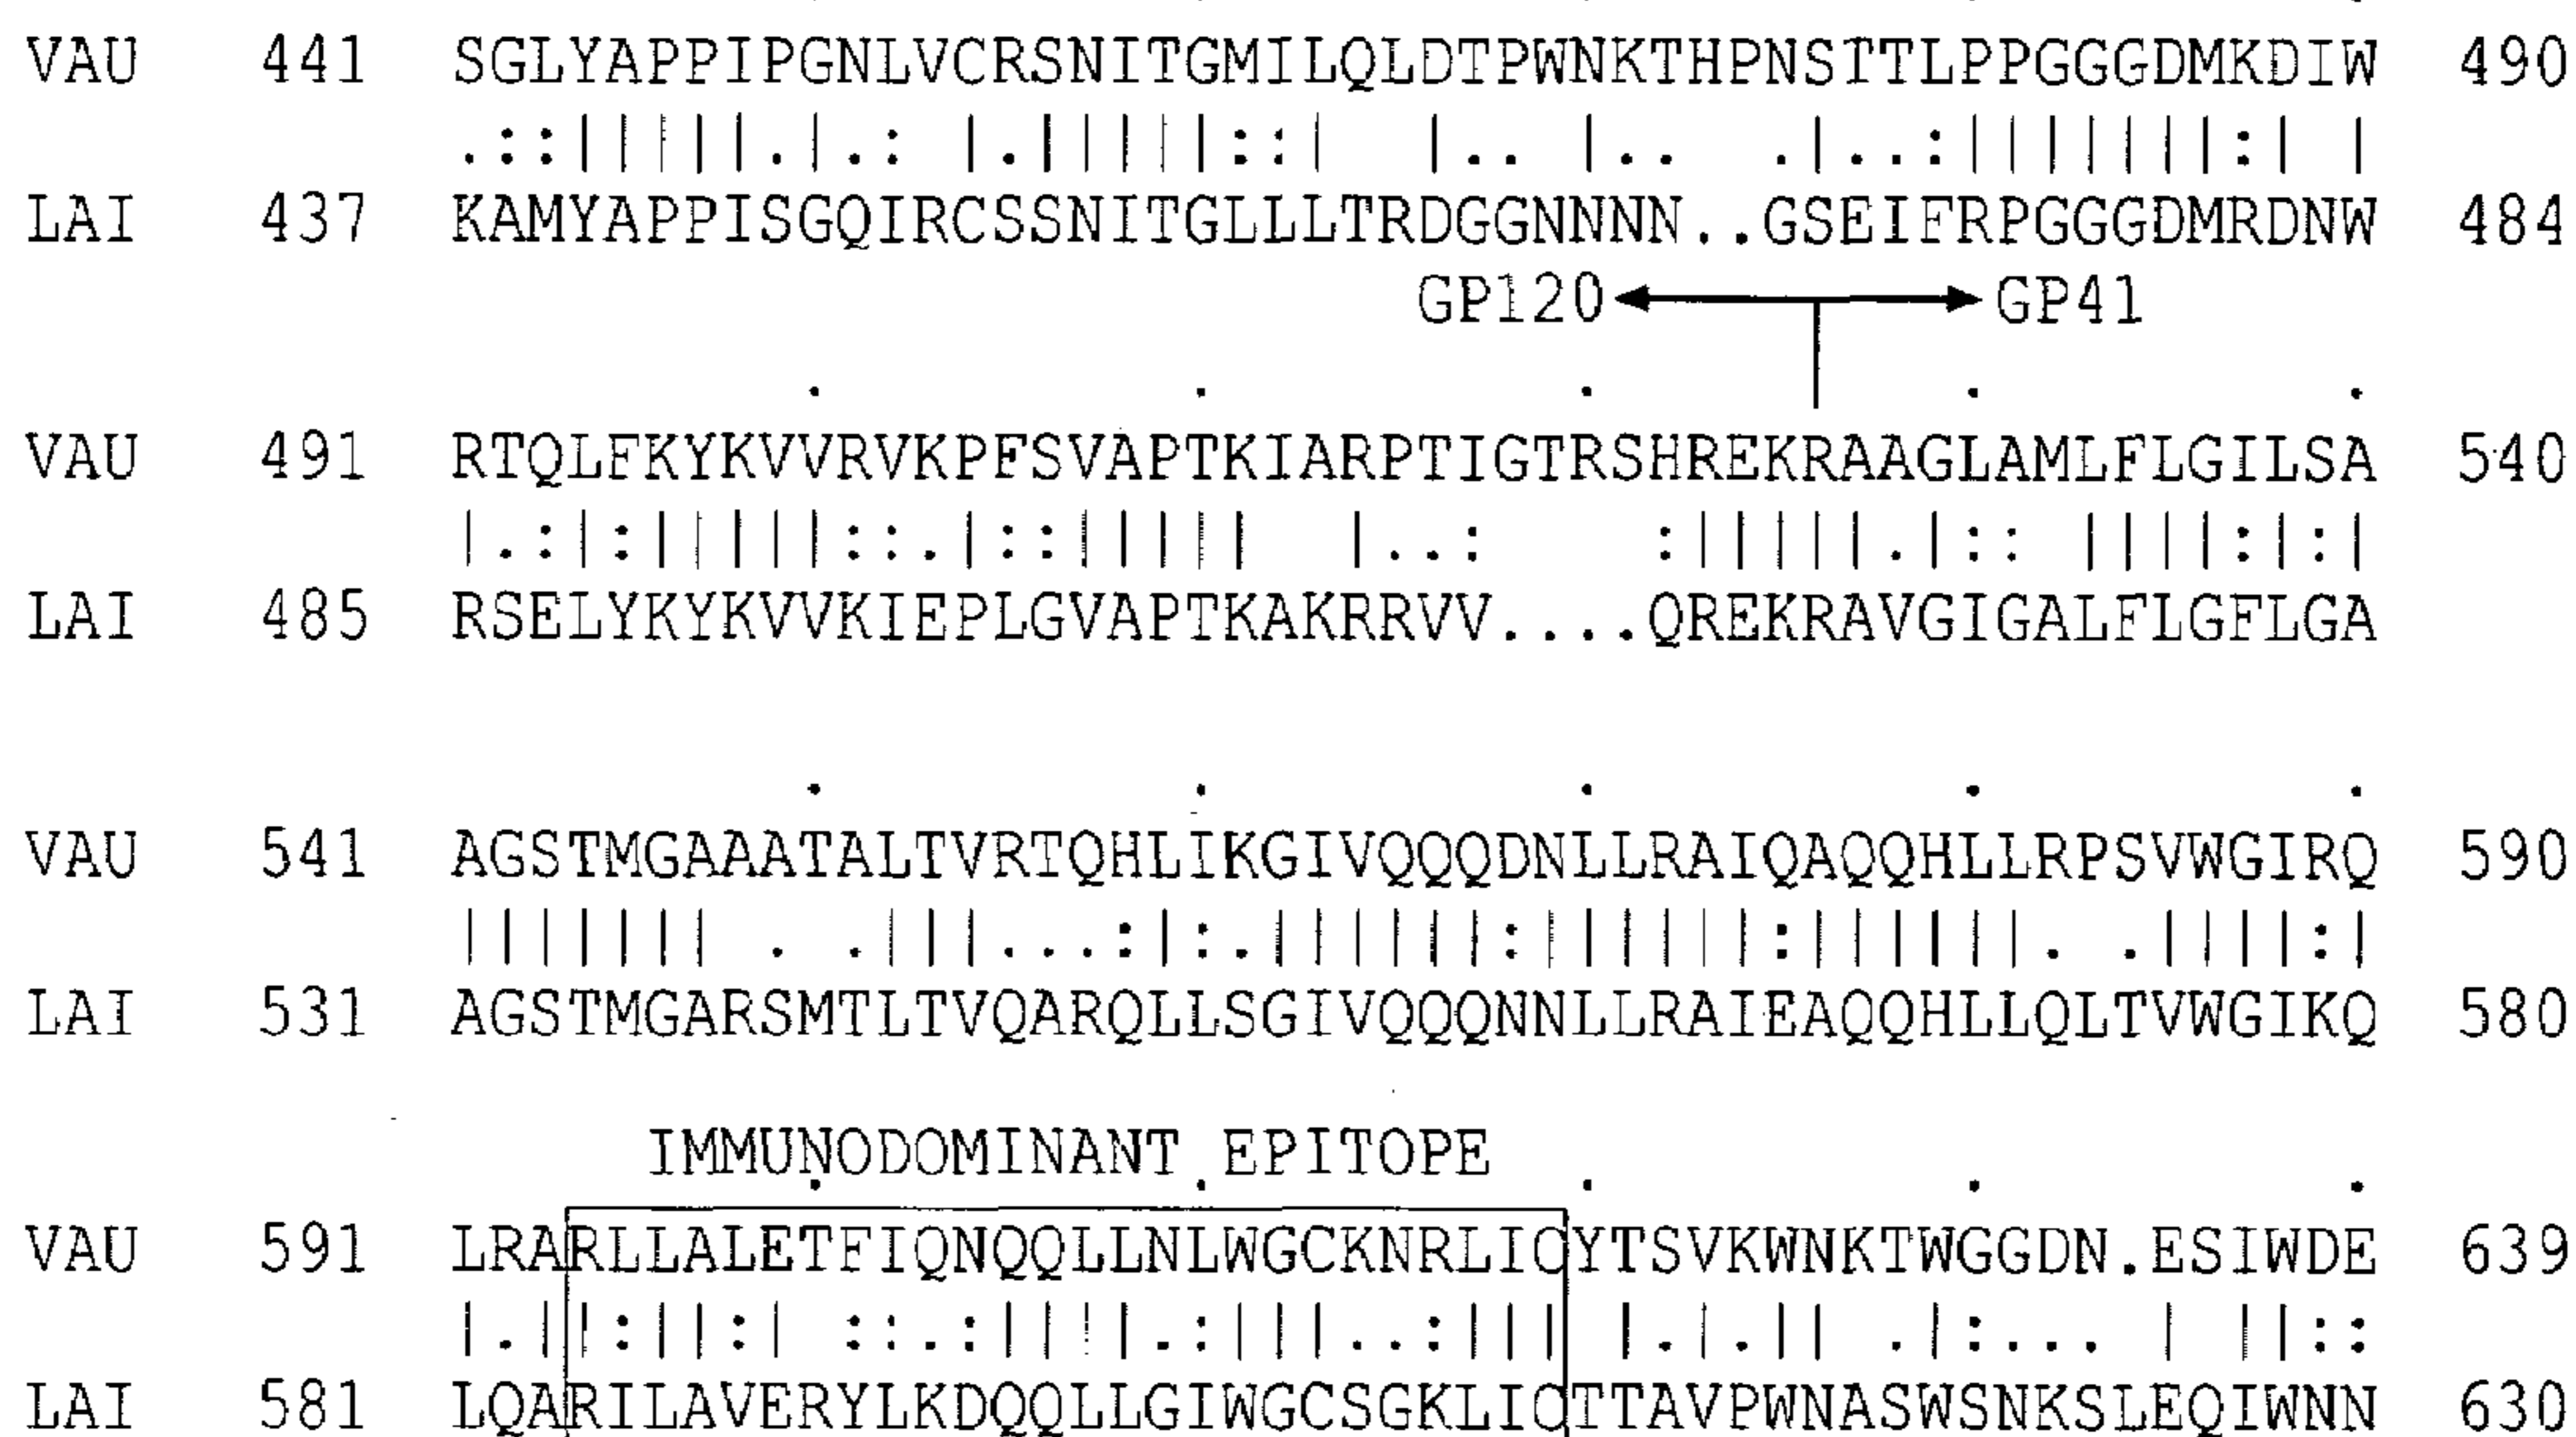 VAU 441 SGLYAPPIPGNLVCRSNITGMILQLDTPWNKTHPNSTTLPPGGGDMKDIW 490
.::|||||.|.: |.|||||::| |.. |.. .|..:|||||||:| |
LAI 437 KAMYAPPISGQIRCSSNITGLLLTRDGGNNNN..GSEIFRPGGGDMRDNW 484
GP120 GP41
. . . . .
VAU 491 RTQLFKYKVVRVKPFSVAPTKIARPTIGTRSHREKRAAGLAMLFLGILSA 540
|.:|:|||||::.|::||||| |..: :|||||.|:: ||||:|:|
LAI 485 RSELYKYKVVKIEPLGVAPTKAKRRVV....QREKRAVGIGALFLGFLGA
. . . . .
VAU 541 AGSTMGAAATALTVRTQHLIKGIVQQQDNLLRAIQAQQHLLRPSVWGIRQ 590
||||||| . .|||...:|:.||||||:||||||:||||||. .||||:|
LAI 531 AGSTMGARSMTLTVQARQLLSGIVQQQNNLLRAIEAQQHLLQLTVWGIKQ 580
IMMUNODOMINANT EPITOPE
. . . . .
VAU 591 LRARLLALETFIQNQQLLNLWGCKNRLICYTSVKWNKTWGGDN.ESIWDE 639
|.||:||:| ::.:||||.:|||..:||| |.|.|| .|:... | ||::
LAI 581 LQARILAVERYLKDQQLLGIWGCSGKLICTTAVPWNASWSNKSLEQIWNN 630